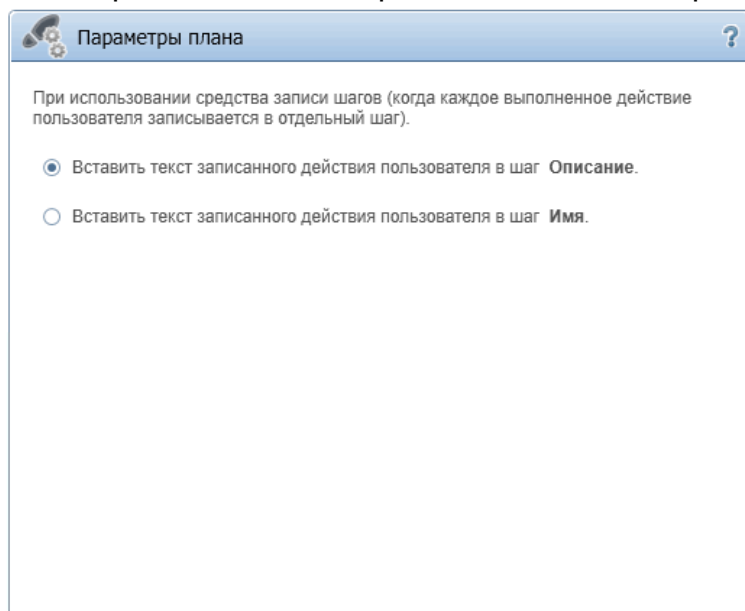 Параметры плана
?
При использовании средства записи шагов (когда каждое выполненное действие
пользователя записывается в отдельный шаг).
Вставить текст записанного действия пользователя в шаг Описание.
Вставить текст записанного действия пользователя в шаг Имя.